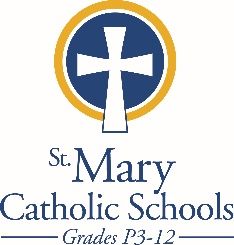 St. Mary
Catholic Schools
Grades P3-12